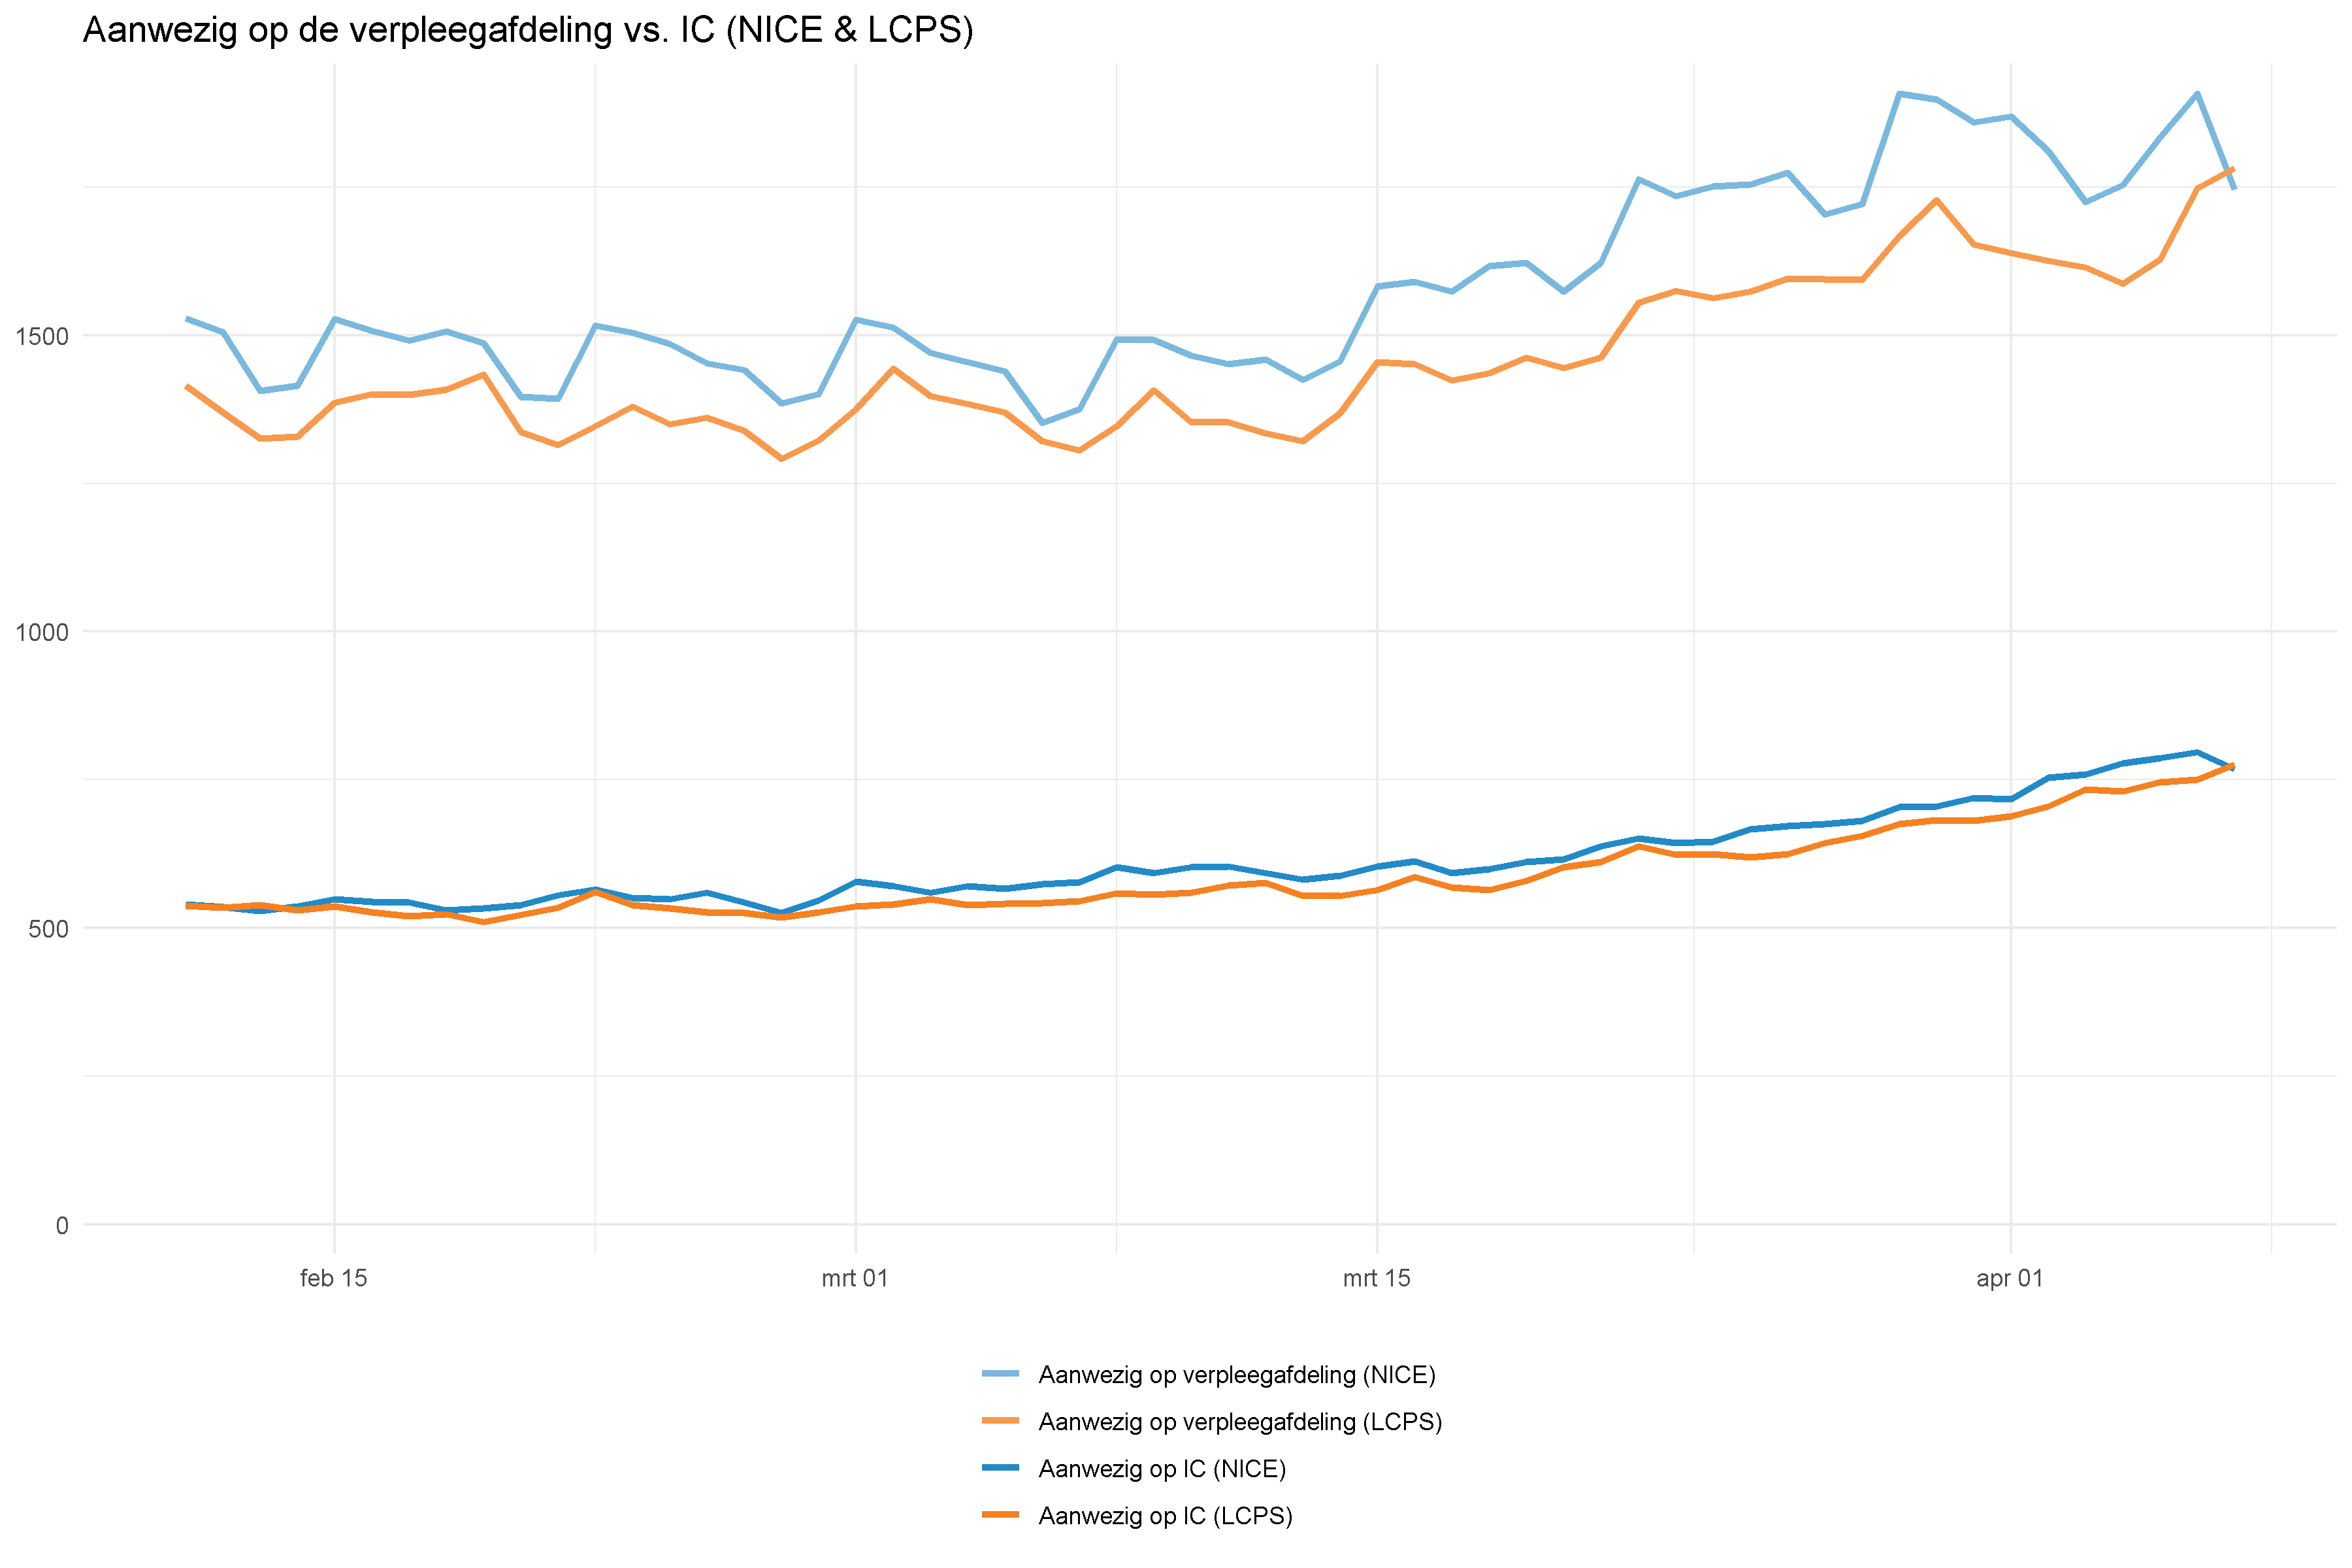 Aanwezig op de verpleegafdeling vs. IC (NICE & LCPS)
1500
1000
500
0
feb 15
mrt 01
mrt 15
apr 01
Aanwezig op verpleegafdeling (NICE)
Aanwezig op verpleegafdeling (LCPS)
Aanwezig op IC (NICE)
Aanwezig op IC (LCPS)